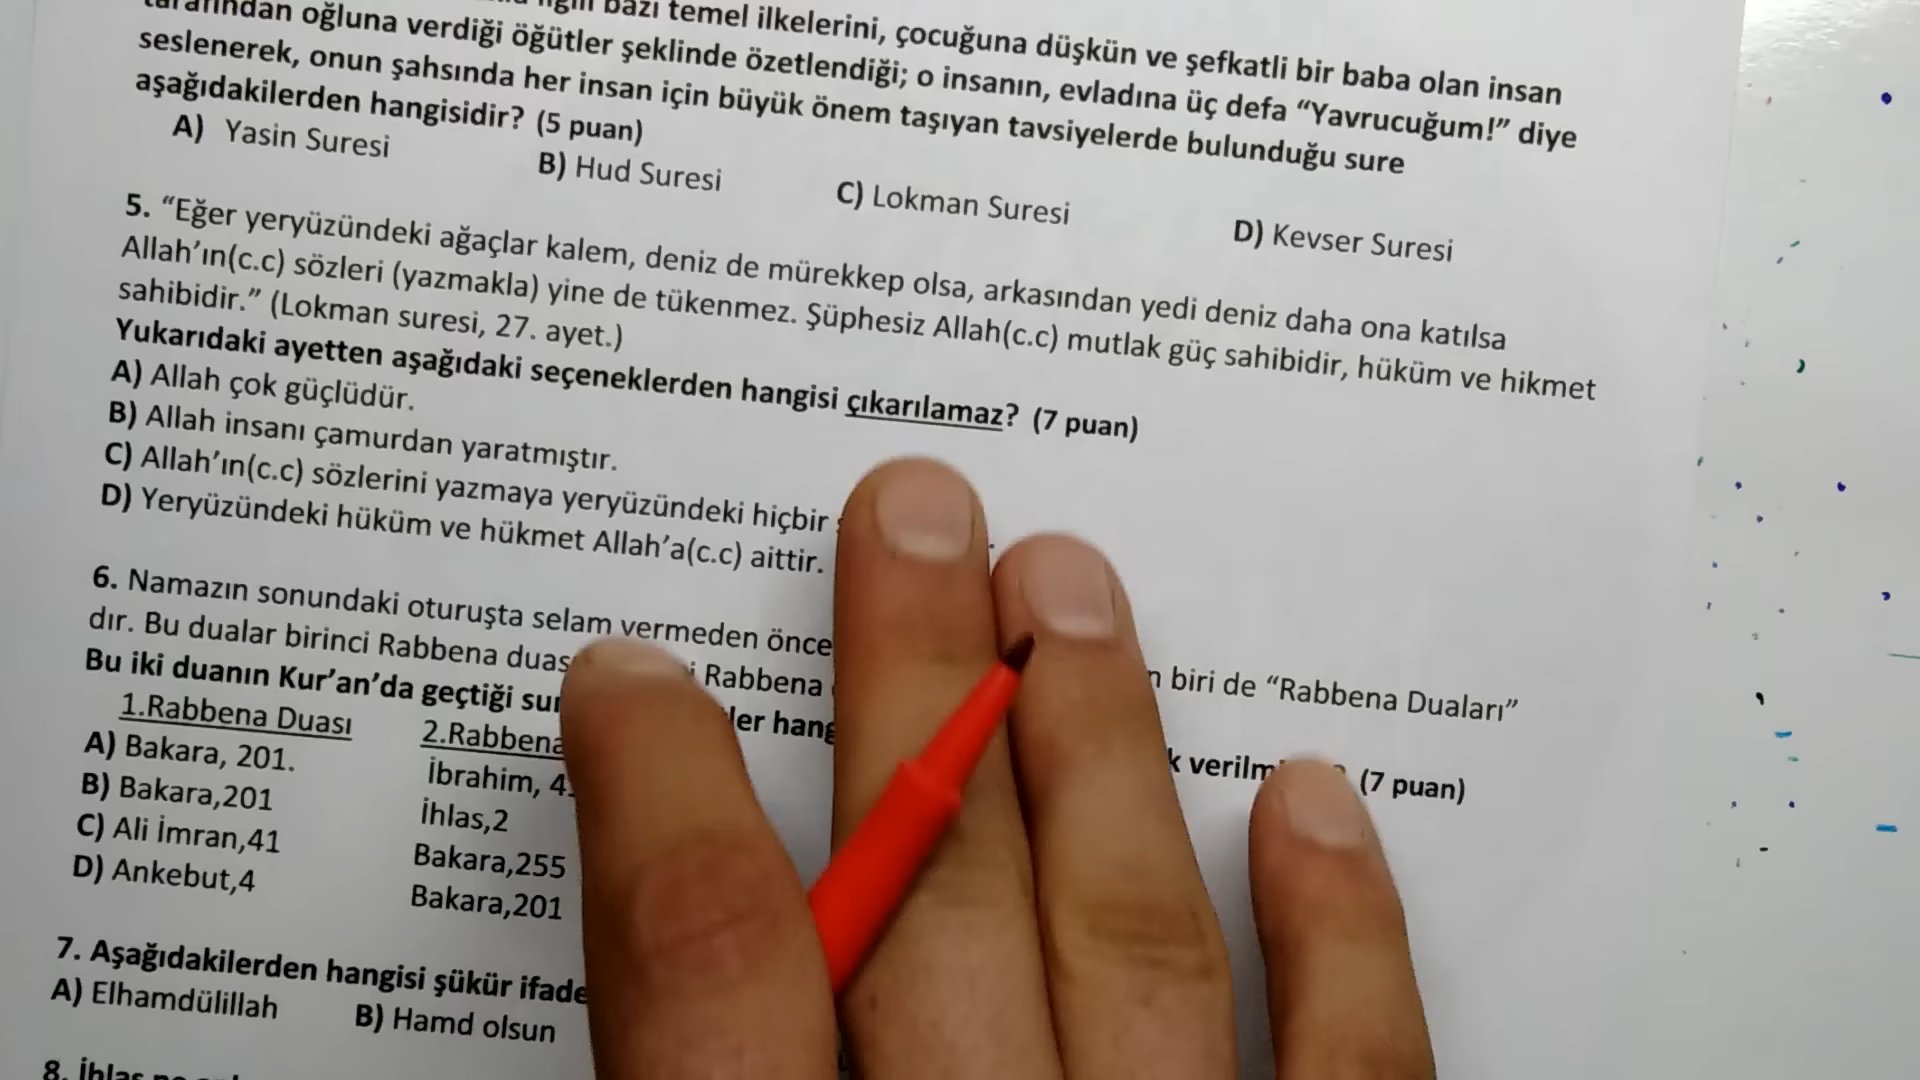 bazı temel ilkelerini, çocuğuna düşkün ve şefkatli bir baba olan insan
tarafından oğluna verdiği öğütler şeklinde özetlendiği; o insanın, evladına üç defa “Yavrucuğum!” diye
seslenerek, onun şahsında her insan için büyük önem taşıyan tavsiyelerde bulunduğu sure
aşağıdakilerden hangisidir? (5 puan)
A) Yasin Suresi B) Hud Suresi C) Lokman Suresi D) Kevser Suresi
5. “Eğer yeryüzündeki ağaçlar kalem, deniz de mürekkep olsa, arkasından yedi deniz daha ona katılsa
Allah’ın(c.c) sözleri (yazmakla) yine de tükenmez. Şüphesiz Allah(c.c) mutlak güç sahibidir, hüküm ve hikmet
sahibidir.” (Lokman suresi, 27. ayet.)
Yukarıdaki ayetten aşağıdaki seçeneklerden hangisi çıkarılamaz? (7 puan)
A) Allah çok güçlüdür.
B) Allah insanı çamurdan yaratmıştır.
C) Allah’ın(c.c) sözlerini yazmaya yeryüzündeki hiçbir
D) Yeryüzündeki hüküm ve hükmet Allah’a(c.c) aittir.
6. Namazın sonundaki oturuşta selam vermeden önce biri de “Rabbena Duaları”
dır. Bu dualar birinci Rabbena Rabbena
Bu iki duanın Kur’an’da geçtiği (7 puan)
1.Rabbena Duası 2.Rabbena
A) Bakara, 201. İbrahim,
B) Bakara,201 İhlas,2
C) Ali İmran,41 Bakara,255
D) Ankebut,4 Bakara,201
7. Aşağıdakilerden hangisi şükür ifade
A) Elhamdülillah B) Hamd olsun
8. İhlas